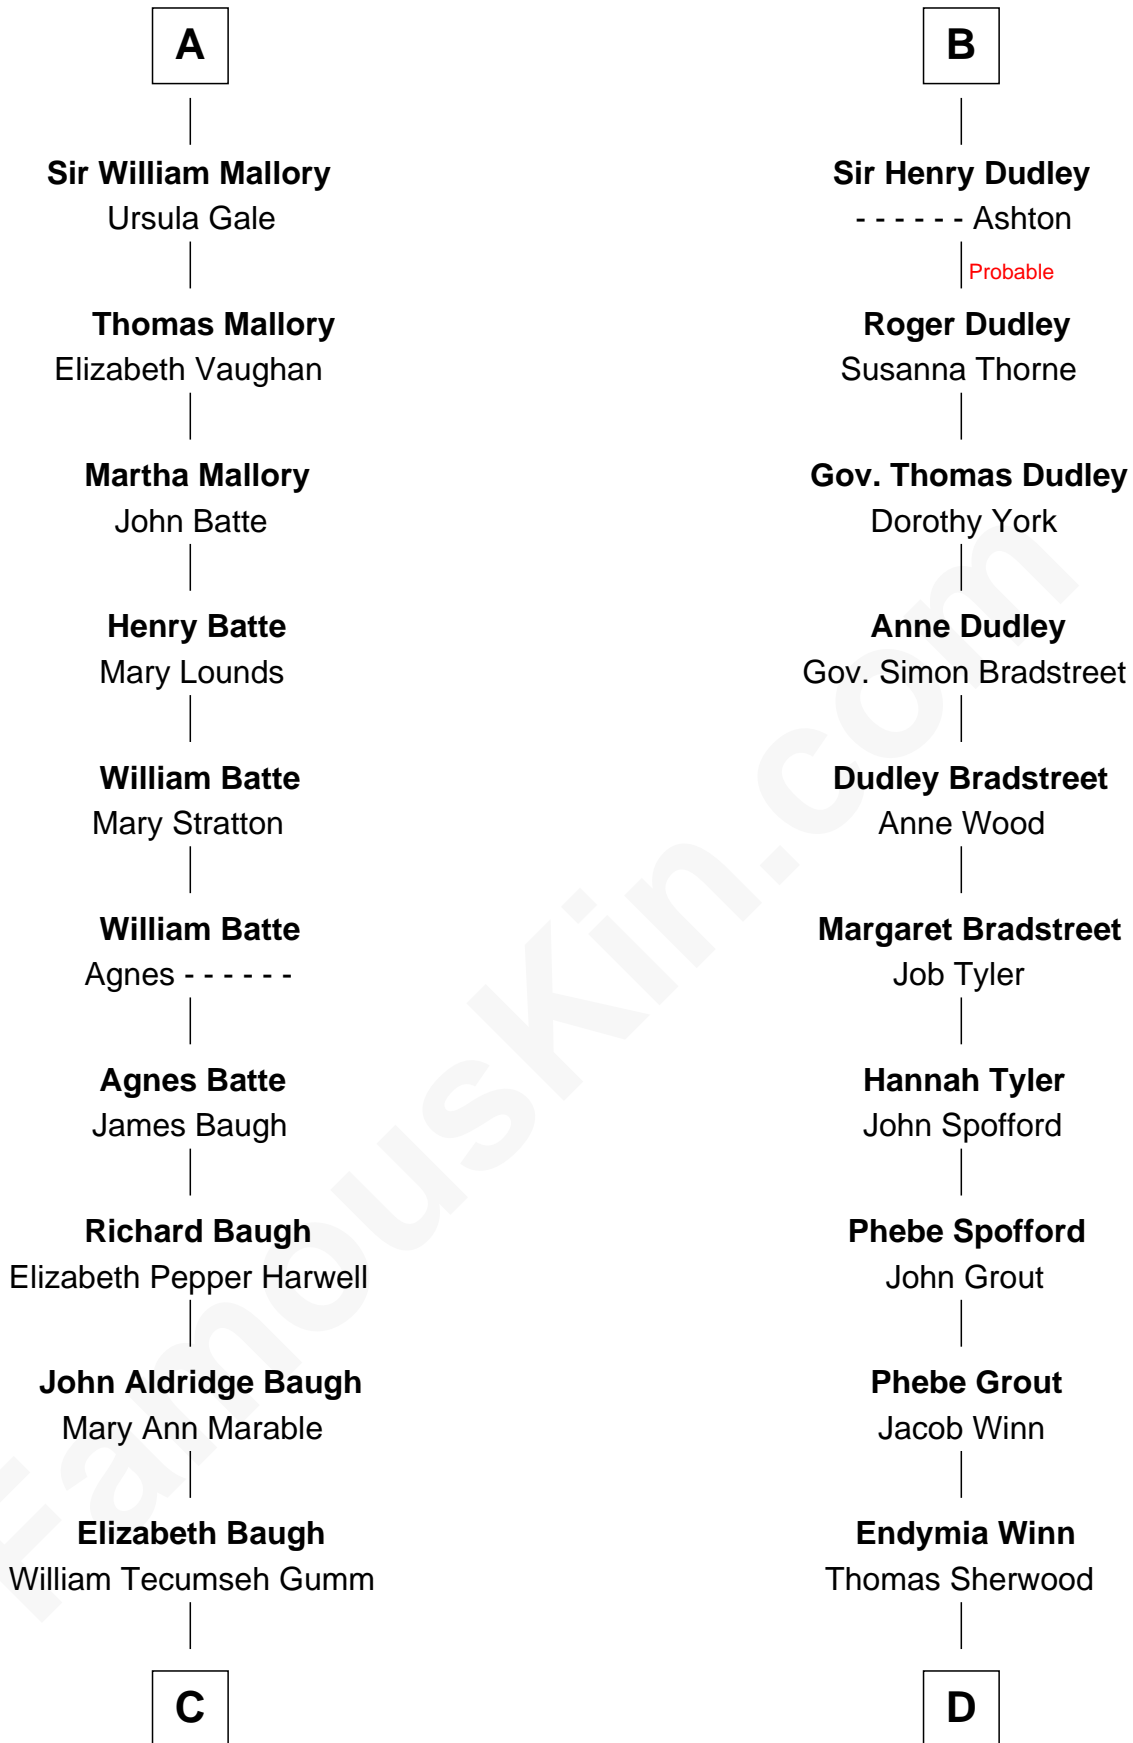 A
Sir William Mallory
Ursula Gale
Thomas Mallory
Elizabeth Vaughan
Martha Mallory
John Batte
Henry Batte
Mary Lounds
William Batte
Mary Stratton
William Batte
Agnes - - - - - -
Agnes Batte
James Baugh
Richard Baugh
Elizabeth Pepper Harwell
John Aldridge Baugh
Mary Ann Marable
Elizabeth Baugh
William Tecumseh Gumm
C
B
Sir Henry Dudley
- - - - - - Ashton
Probable
Roger Dudley
Susanna Thorne
Gov. Thomas Dudley
Dorothy York
Anne Dudley
Gov. Simon Bradstreet
Dudley Bradstreet
Anne Wood
Margaret Bradstreet
Job Tyler
Hannah Tyler
John Spofford
Phebe Spofford
John Grout
Phebe Grout
Jacob Winn
Endymia Winn
Thomas Sherwood
D
FamousKin.com